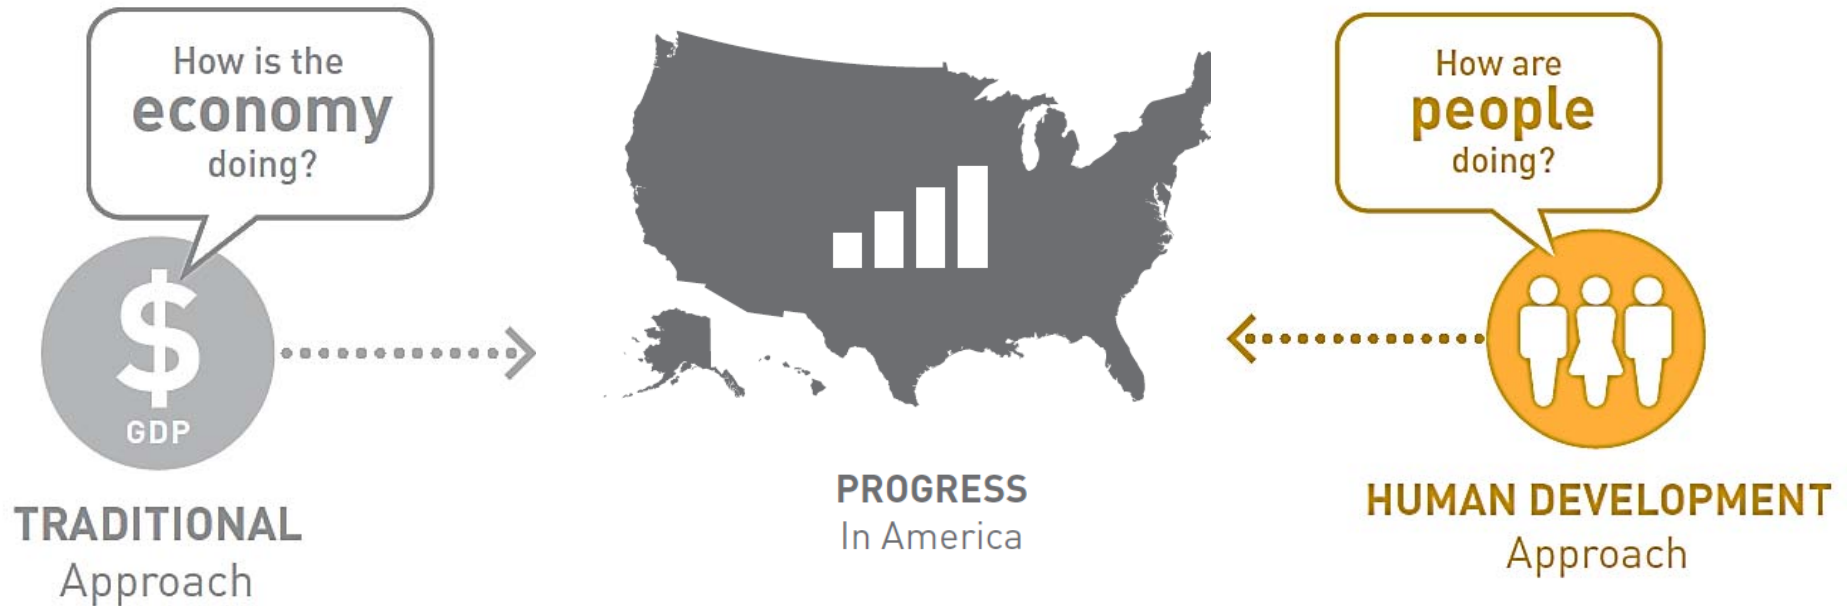 How is the
economy
doing?
$
GDP
TRADITIONAL
Approach
PROGRESS
In America
How are
people
doing?
HUMAN DEVELOPMENT
Approach